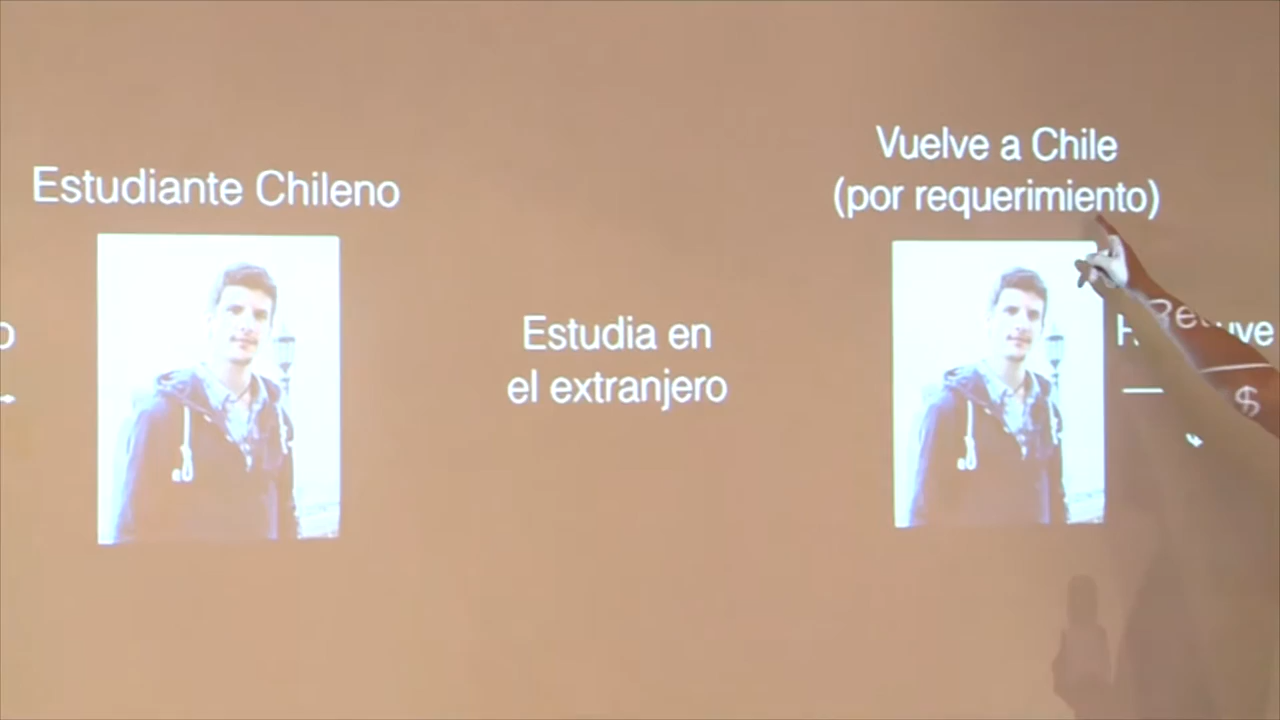 Estudiante Chileno
Estudia en
el extranjero
Vuelve a Chile
(por requerimiento)
$